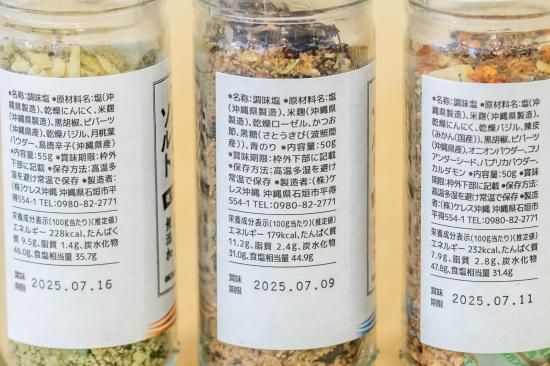 •名称:調味塩 •原材料名:塩(沖
縄県製造)、乾燥にんにく、米麹
(沖縄県製造)、黒胡椒、ピパーツ
(沖縄県産)、乾燥バジル、月桃葉
パウダー、島唐辛子(沖縄県産)
•内容量:55g •賞味期限:枠外
下部に記載 •保存方法:高温多
湿を避け常温で保存 •製造者:
(株)ケレス沖縄 沖縄県石垣市平
得554-1 TEL:0980-82-2771
栄養成分表示(100g当たり)(推定値)
エネルギー 228kcal、たんぱく
質 9.5g、脂質 1.4g、炭水化物
46.0g、食塩相当量 35.7g
賞味
期限 2025.07.16
•名称:調味塩 •原材料名:塩
(沖縄県製造)、米麹(沖縄県製
造)、乾燥ローゼル、かつお
節、黒糖(さとうきび(波照間
産))、青のり •内容量:50g
•賞味期限:枠外下部に記載
•保存方法:高温多湿を避け
常温で保存 •製造者:(株)
ケレス沖縄 沖縄県石垣市平
得554-1 TEL:0980-82-2771
栄養成分表示(100g当たり)(推定値)
エネルギー 179kcal、たんぱく質
11.2g、脂質 2.4g、炭水化物
31.0g、食塩相当量 44.9g
賞味
期限 2025.07.09
•名称:調味塩 •原材料名:塩(沖
縄県製造)、米麹(沖縄県製
造)、乾燥にんにく、乾燥バジル、陳皮
(みかん(国産))、黒胡椒、ピパーツ(沖
縄県産)、オニオンパウダー、コリ
アンダーシード、パプリカパウダー、
カルダモン •内容量:50g •賞味
期限:枠外下部に記載 •保存方
法:高温多湿を避け常温で保存
•製造者:(株)ケレス沖縄 沖縄県石
垣市平得554-1 TEL:0980-82-2771
栄養成分表示(100g当たり)(推定値)
エネルギー 232kcal、たんぱく質
7.9g、脂質 2.8g、炭水化物
47.8g、食塩相当量 31.4g
賞味
期限 2025.07.11